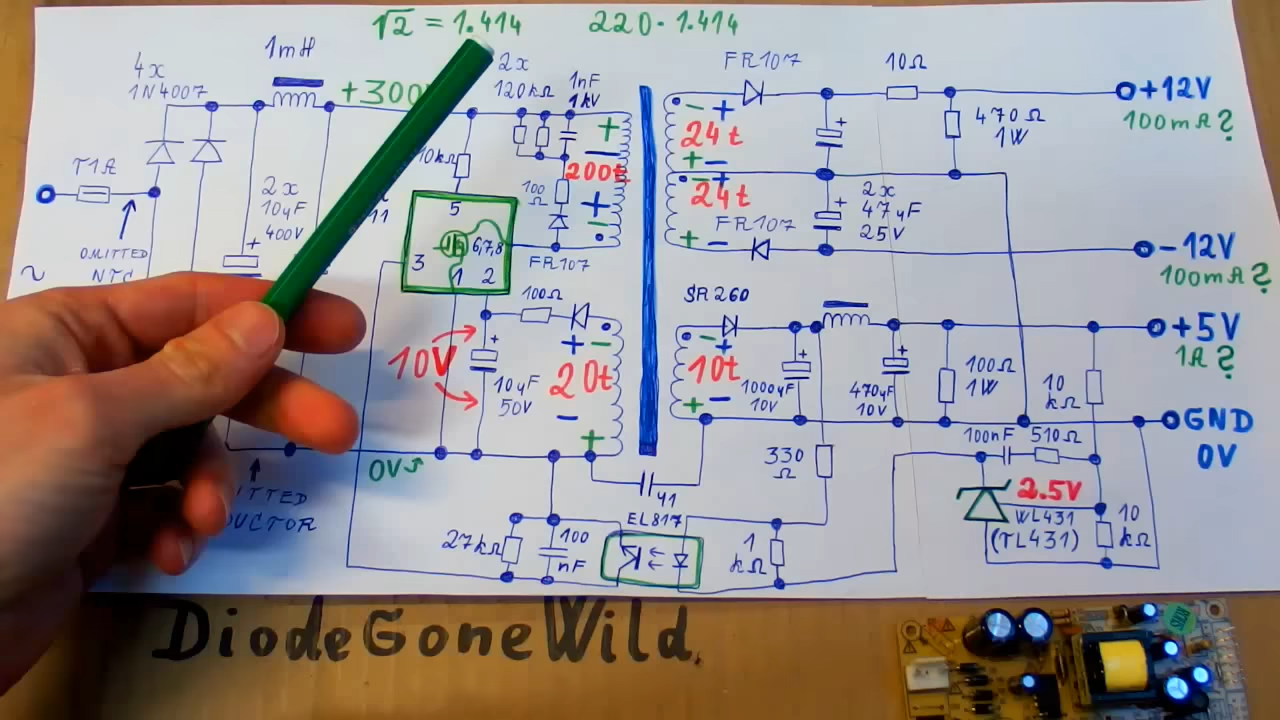 √2 = 1.414
220 · 1.414
4x
1N4007
1mH
+300
2x
120kΩ
1nF
1kV
FR107
10Ω
+12V
100mA?
470Ω
1W
T1A
2x
10µF
400V
OMITTED
NTC
~
5
3
6,7,8
1
2
100Ω
FR107
200t
24t
24t
2x
47µF
25V
FR107
-12V
100mA?
100Ω
10V
10µF
50V
20t
SR260
10t
1000µF
10V
470µF
10V
100Ω
1W
10
kΩ
+5V
1A?
GND
0V
0V
Y1
330
Ω
100nF
510Ω
2.5V
WL431
(TL431)
10
kΩ
27kΩ
100
nF
EL817
1
kΩ
DiodeGoneWild